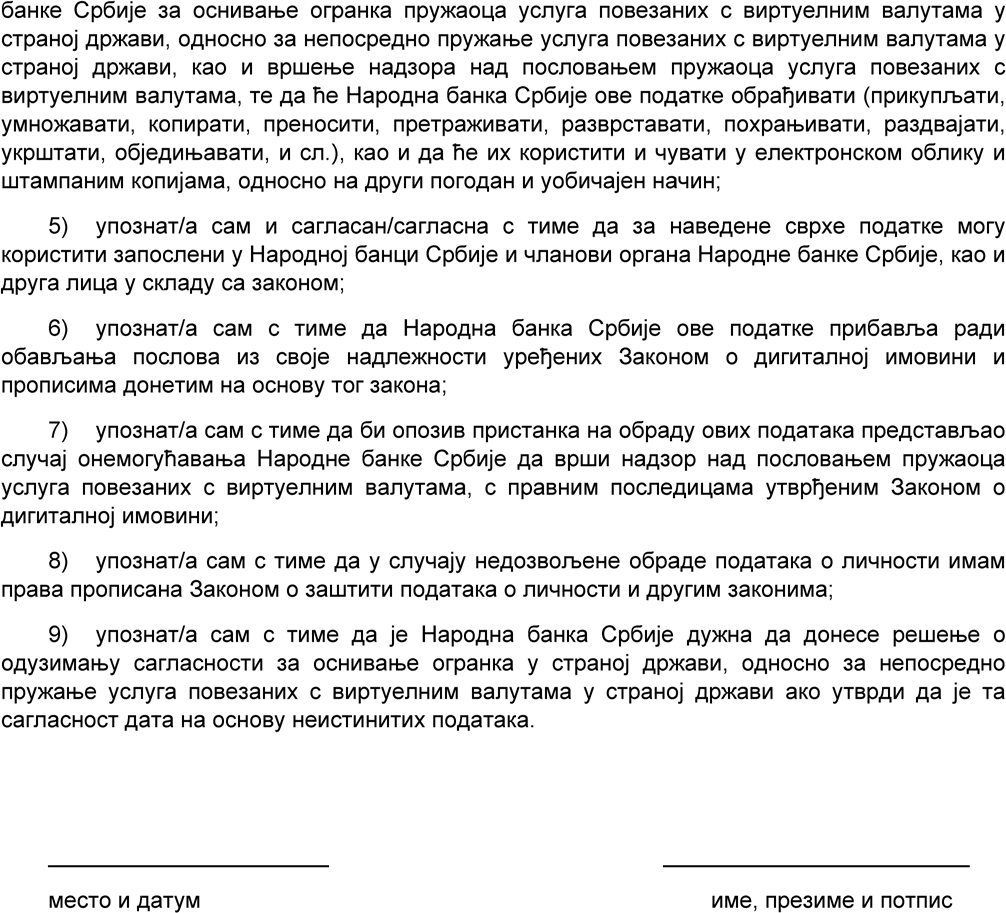 банке Србије за оснивање огранка пружаоца услуга повезаних с виртуелним валутама у
страној држави, односно за непосредно пружање услуга повезаних с виртуелним валутама у
страној држави, као и вршење надзора над пословањем пружаоца услуга повезаних с
виртуелним валутама, те да ће Народна банка Србије ове податке обрађивати (прикупљати,
умножавати, копирати, преносити, претраживати, разврставати, похрањивати, раздвајати,
укрштати, обједињавати, и сл.), као и да ће их користити и чувати у електронском облику и
штампаним копијама, односно на други погодан и уобичајен начин;
5) упознат/а сам и сагласан/сагласна с тиме да за наведене сврхе податке могу
користити запослени у Народној банци Србије и чланови органа Народне банке Србије, као и
друга лица у складу са законом;
6) упознат/а сам с тиме да Народна банка Србије ове податке прибавља ради
обављања послова из своје надлежности уређених Законом о дигиталној имовини и
прописима донетим на основу тог закона;
7) упознат/а сам с тиме да би опозив пристанка на обраду ових података представљао
случај онемогућавања Народне банке Србије да врши надзор над пословањем пружаоца
услуга повезаних с виртуелним валутама, с правним последицама утврђеним Законом о
дигиталној имовини;
8) упознат/а сам с тиме да у случају недозвољене обраде података о личности имам
права прописана Законом о заштити података о личности и другим законима;
9) упознат/а сам с тиме да је Народна банка Србије дужна да донесе решење о
одузимању сагласности за оснивање огранка у страној држави, односно за непосредно
пружање услуга повезаних с виртуелним валутама у страној држави ако утврди да је та
сагласност дата на основу неистинитих података.
место и датум
име, презиме и потпис